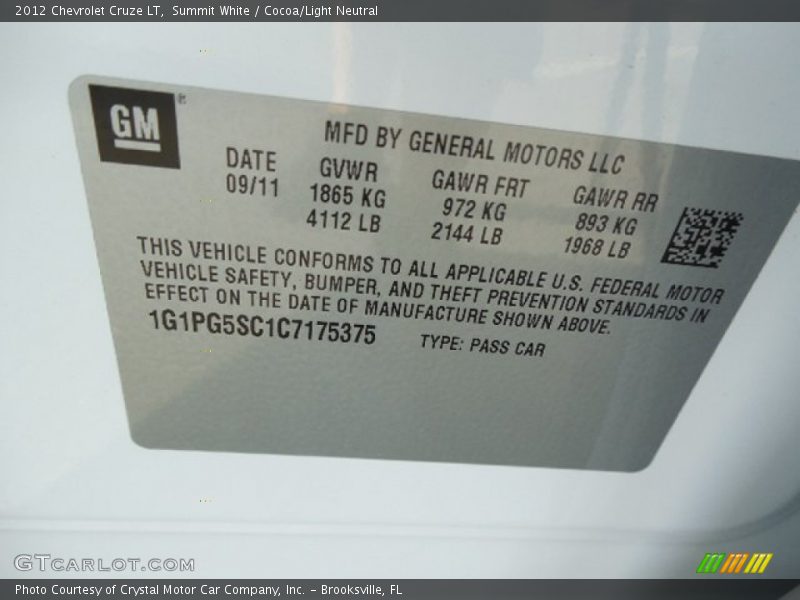 2012 Chevrolet Cruze LT, Summit White / Cocoa/Light Neutral
GM®
MFD BY GENERAL MOTORS LLC
DATE GVWR GAWR FRT GAWR RR
09/11 1865 KG 972 KG 893 KG
4112 LB 2144 LB 1968 LB
THIS VEHICLE CONFORMS TO ALL APPLICABLE U.S. FEDERAL MOTOR
VEHICLE SAFETY, BUMPER, AND THEFT PREVENTION STANDARDS IN
EFFECT ON THE DATE OF MANUFACTURE SHOWN ABOVE.
1G1PG5SC1C7175375 TYPE: PASS CAR
GTCARLOT.COM
Photo Courtesy of Crystal Motor Car Company, Inc. – Brooksville, FL